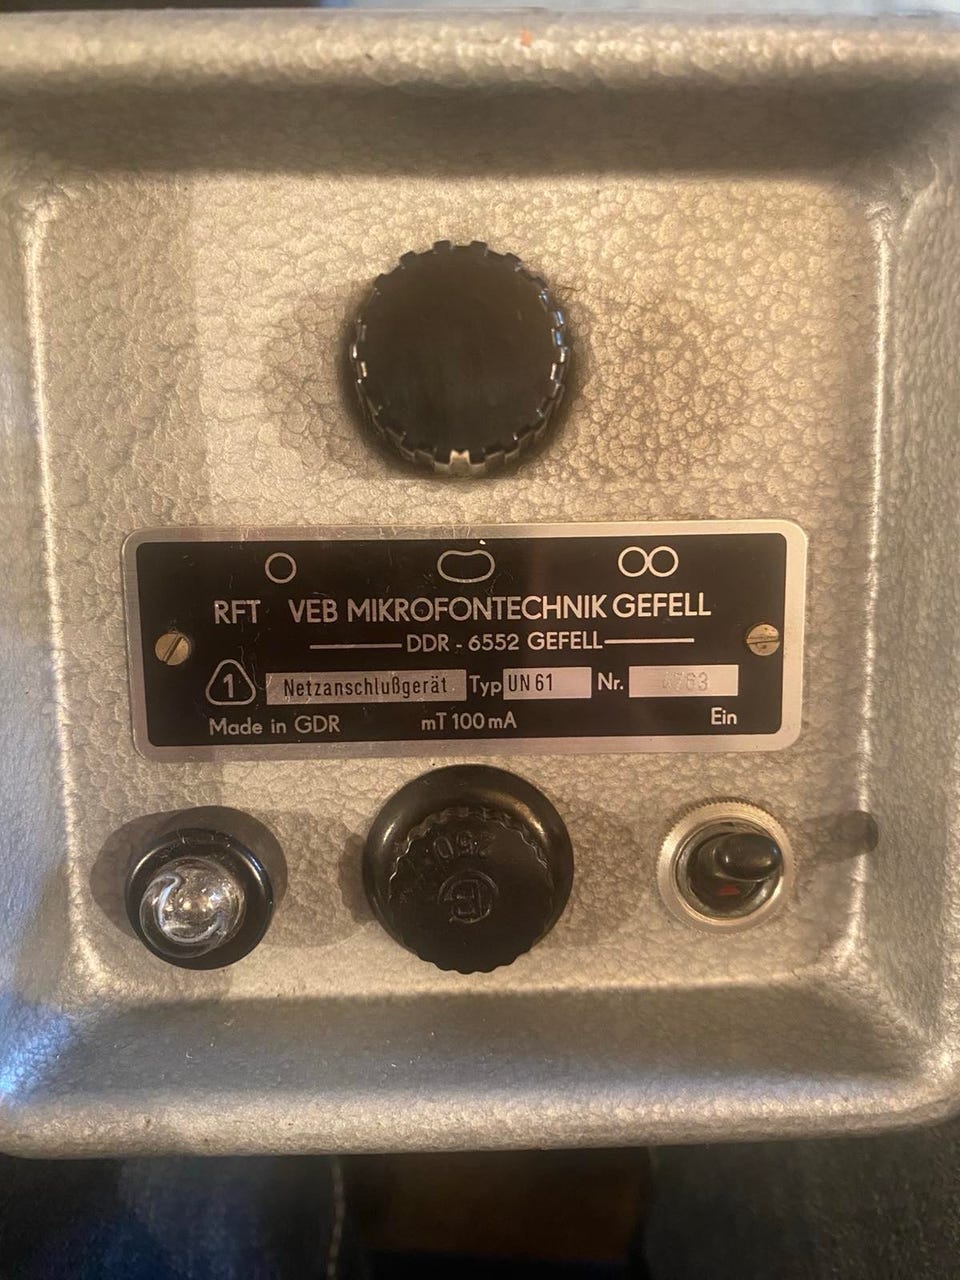 RFT VEB MIKROFONTECHNIK GEFELL
DDR - 6552 GEFELL
1 Netzanschlußgerät Typ UN 61 Nr.
Made in GDR mT 100 mA Ein
250